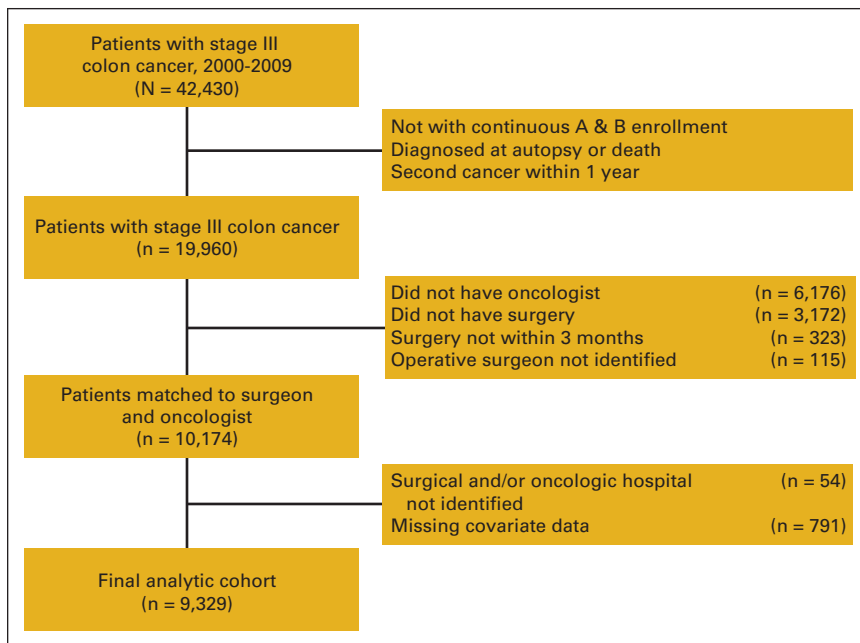 Patients with stage III
colon cancer, 2000-2009
(N = 42,430)
Not with continuous A & B enrollment
Diagnosed at autopsy or death
Second cancer within 1 year
Patients with stage III colon cancer
(n = 19,960)
Did not have oncologist (n = 6,176)
Did not have surgery (n = 3,172)
Surgery not within 3 months (n = 323)
Operative surgeon not identified (n = 115)
Patients matched to surgeon
and oncologist
(n = 10,174)
Surgical and/or oncologic hospital (n = 54)
not identified
Missing covariate data (n = 791)
Final analytic cohort
(n = 9,329)